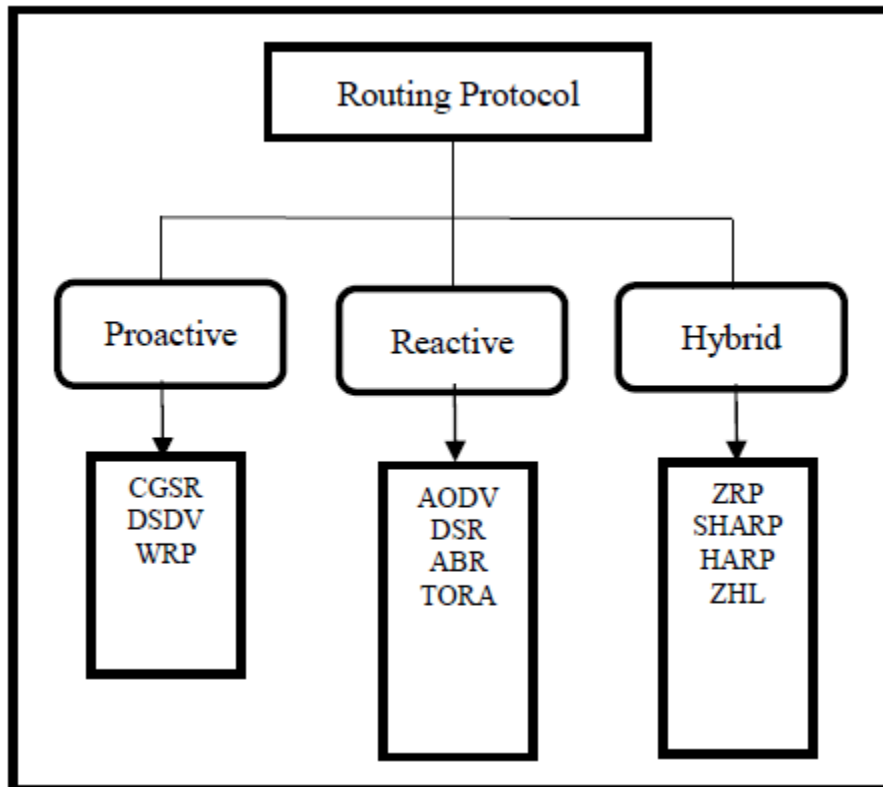 Routing Protocol
Proactive
Reactive
Hybrid
CGSR
DSDV
WRP
AODV
DSR
ABR
TORA
ZRP
SHARP
HARP
ZHL